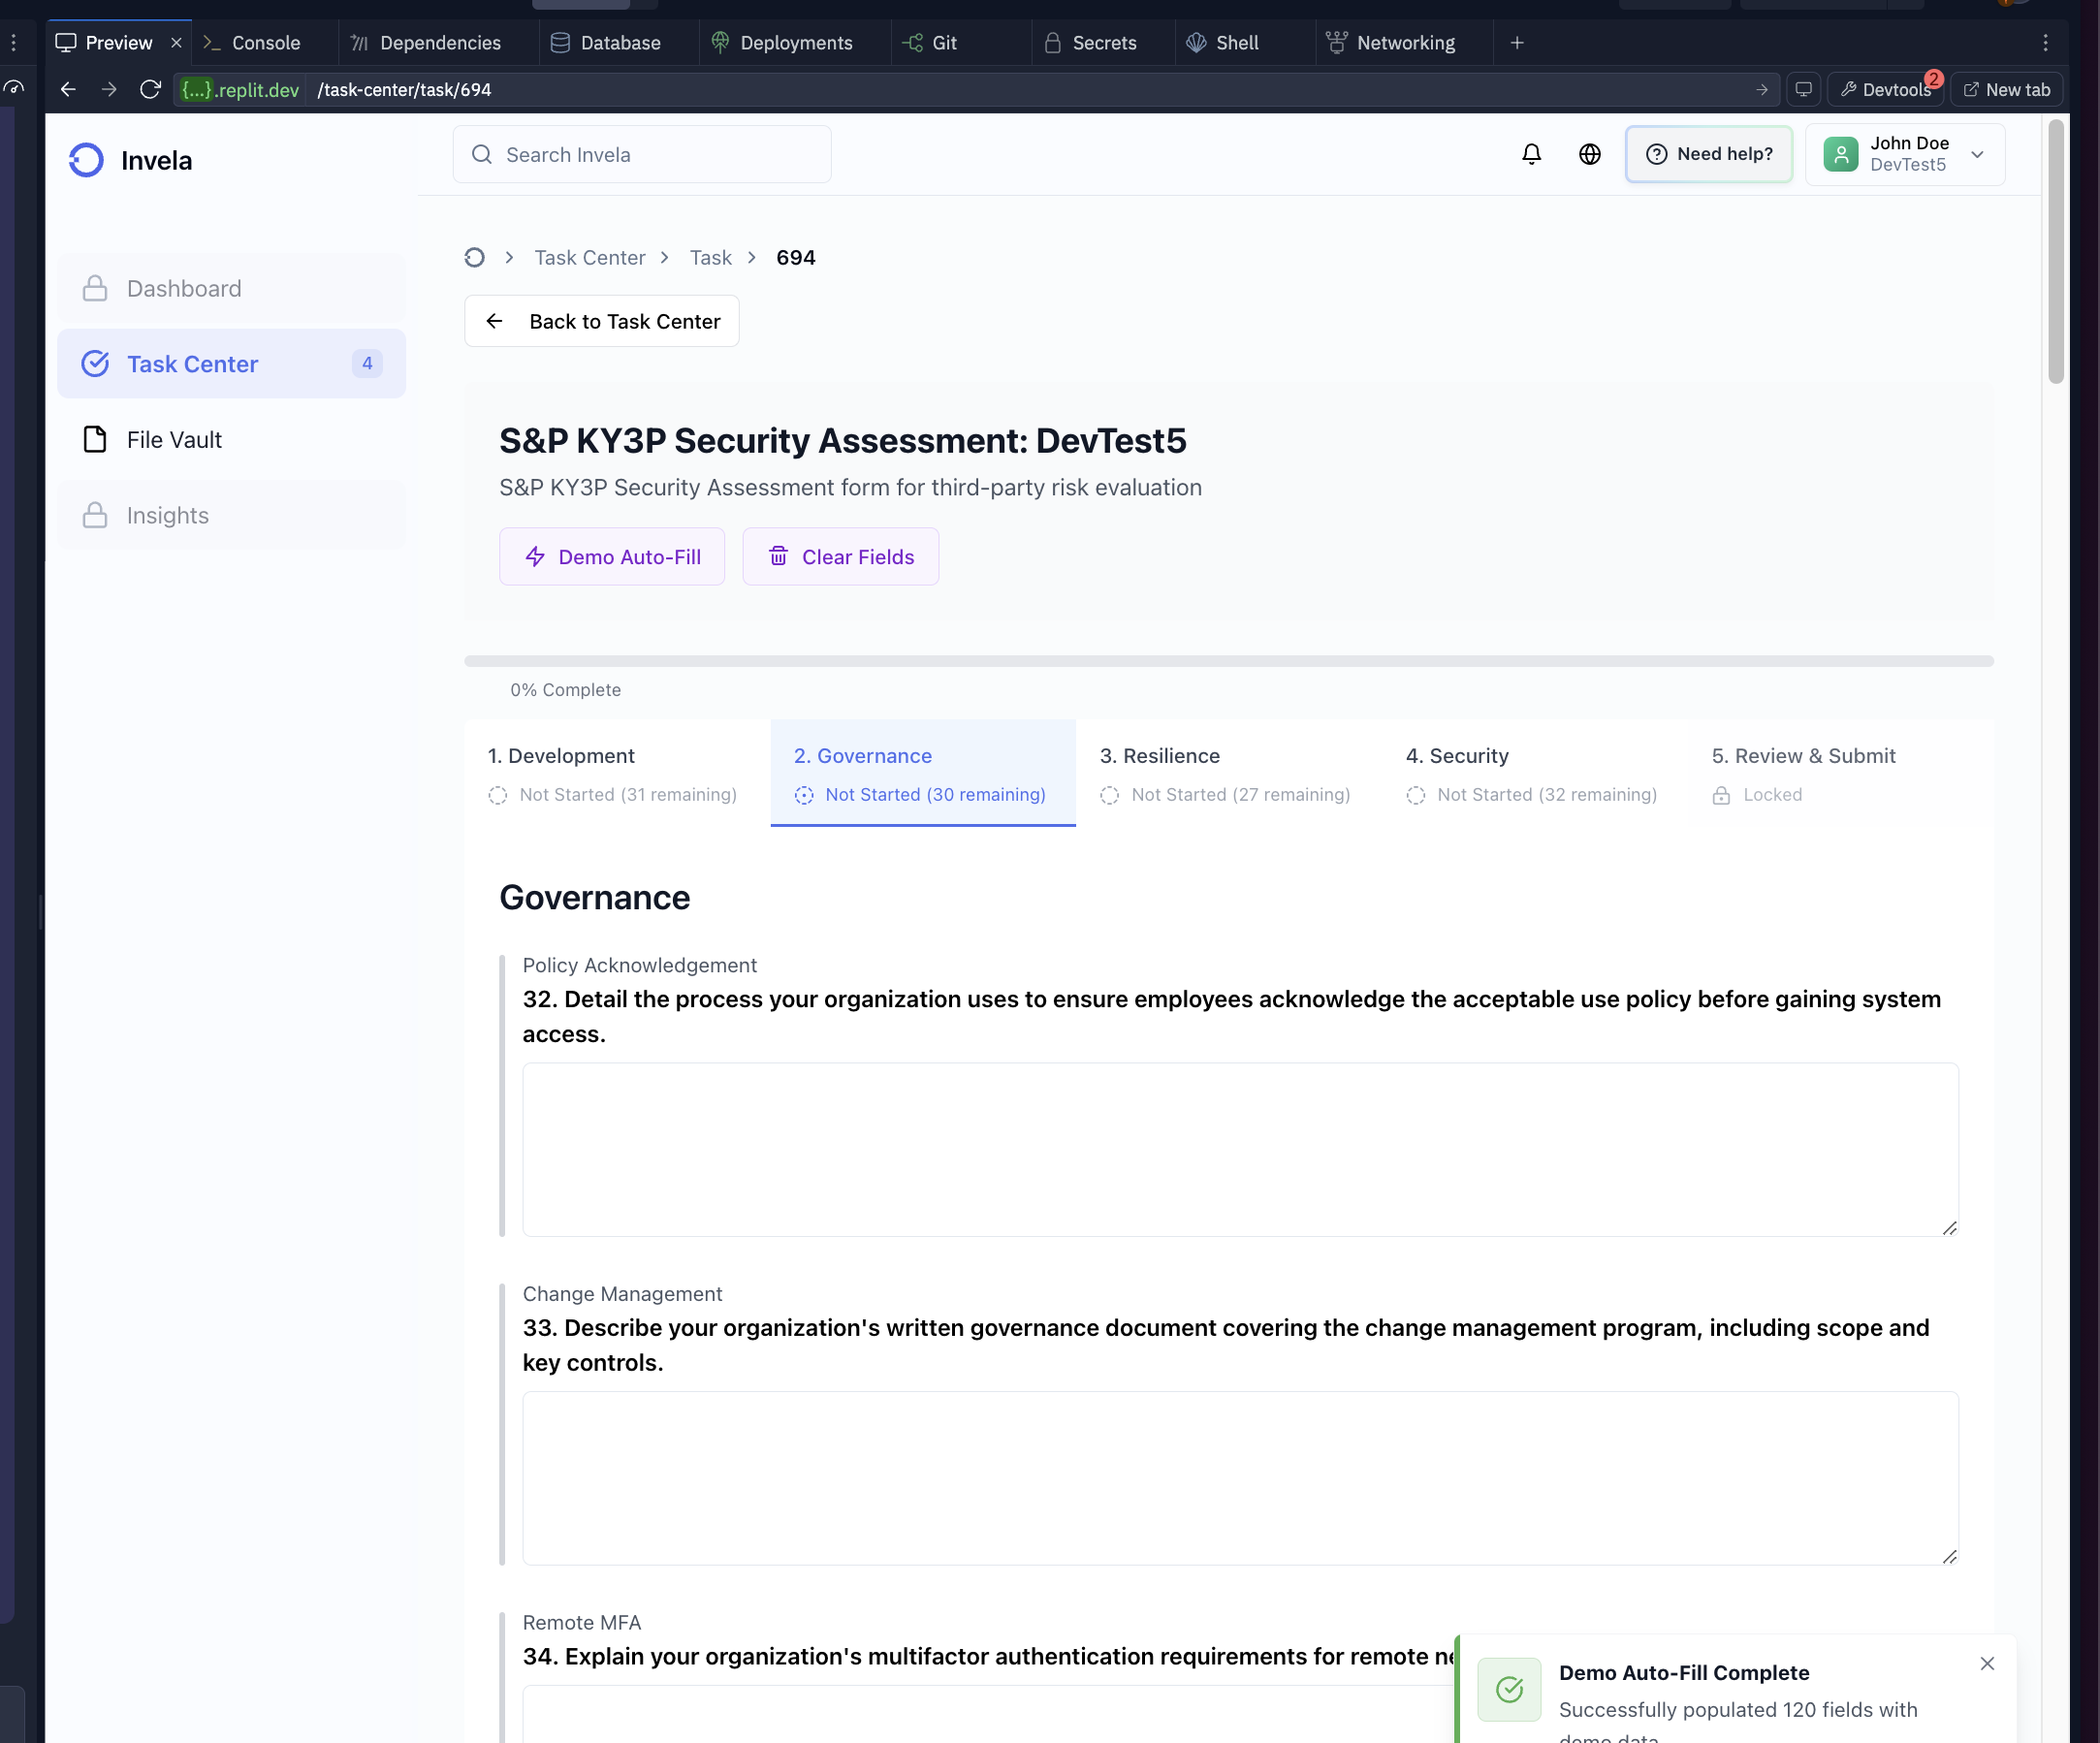 Preview
Console
Dependencies
Database
Deployments
Git
Secrets
Shell
Networking
{...}.replit.dev /task-center/task/694
Devtools 2
New tab
Invela
Search Invela
Need help?
John Doe
DevTest5
Dashboard
Task Center 4
File Vault
Insights
Task Center > Task > 694
Back to Task Center
S&P KY3P Security Assessment: DevTest5
S&P KY3P Security Assessment form for third-party risk evaluation
Demo Auto-Fill
Clear Fields
0% Complete
1. Development
Not Started (31 remaining)
2. Governance
Not Started (30 remaining)
3. Resilience
Not Started (27 remaining)
4. Security
Not Started (32 remaining)
5. Review & Submit
Locked
Governance
Policy Acknowledgement
32. Detail the process your organization uses to ensure employees acknowledge the acceptable use policy before gaining system
access.
Change Management
33. Describe your organization's written governance document covering the change management program, including scope and
key controls.
Remote MFA
34. Explain your organization's multifactor authentication requirements for remote
Demo Auto-Fill Complete
Successfully populated 120 fields with
demo data